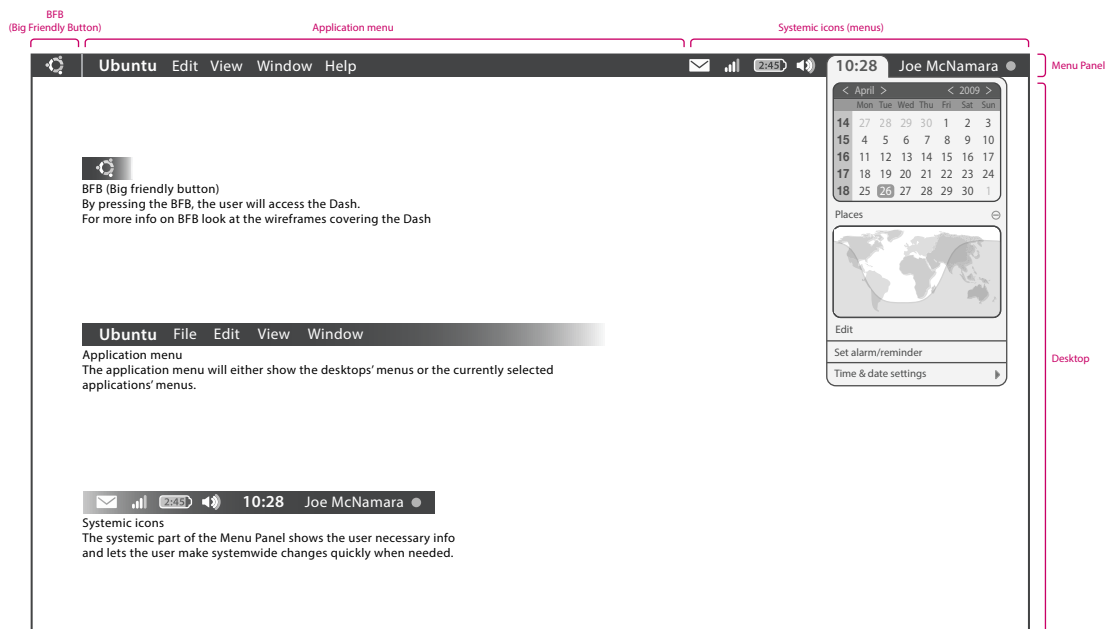 BFB
(Big Friendly Button)
Application menu
Systemic icons (menus)
Ubuntu Edit View Window Help
2:45
10:28 Joe McNamara
Menu Panel
< April > < 2009 >
Mon Tue Wed Thu Fri Sat Sun
14 27 28 29 30 1 2 3
15 4 5 6 7 8 9 10
16 11 12 13 14 15 16 17
17 18 19 20 21 22 23 24
18 25 26 27 28 29 30 1
Places
Edit
Set alarm/reminder
Time & date settings
Desktop
BFB (Big friendly button)
By pressing the BFB, the user will access the Dash.
For more info on BFB look at the wireframes covering the Dash
Ubuntu File Edit View Window
Application menu
The application menu will either show the desktops' menus or the currently selected
applications' menus.
2:45 10:28 Joe McNamara
Systemic icons
The systemic part of the Menu Panel shows the user necessary info
and lets the user make systemwide changes quickly when needed.